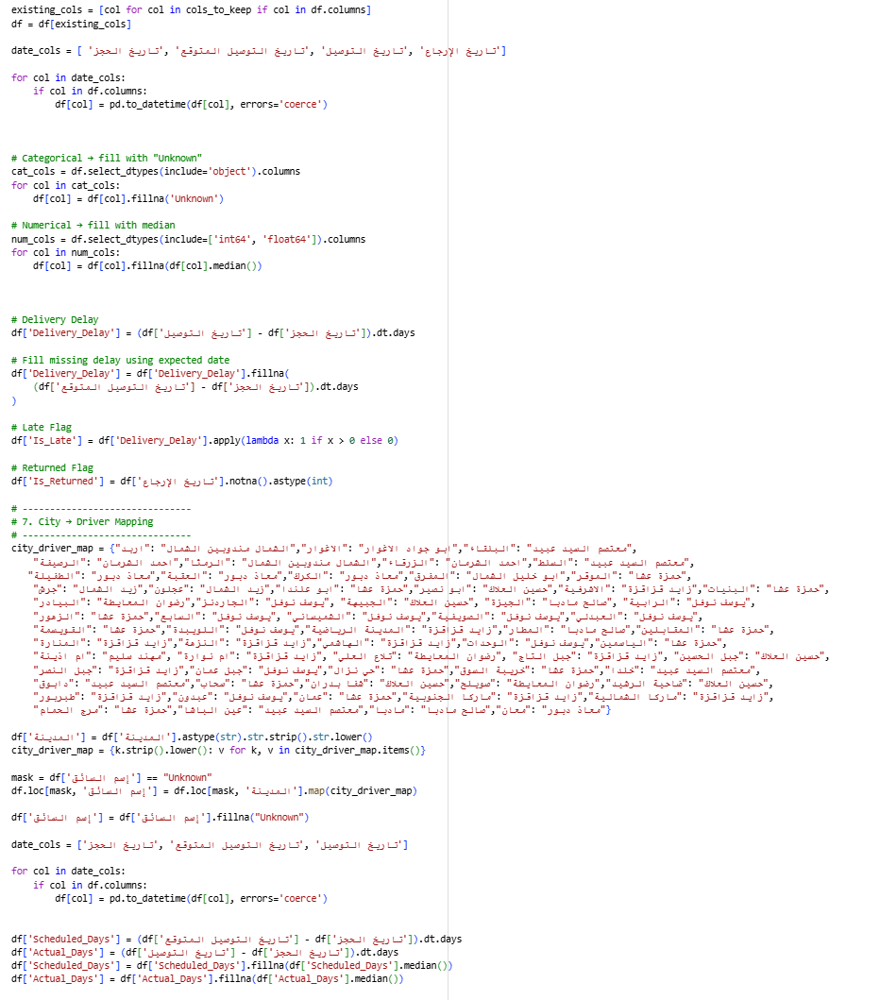 existing_cols = [col for col in cols_to_keep if col in df.columns]
df = df[existing_cols]
date_cols = [ 'تاريخ الحجز', 'تاريخ التوصيل المتوقع', 'تاريخ التوصيل', 'تاريخ الإرجاع']
for col in date_cols:
if col in df.columns:
df[col] = pd.to_datetime(df[col], errors='coerce')
# Categorical → fill with "Unknown"
cat_cols = df.select_dtypes(include='object').columns
for col in cat_cols:
df[col] = df[col].fillna('Unknown')
# Numerical → fill with median
num_cols = df.select_dtypes(include=['int64', 'float64']).columns
for col in num_cols:
df[col] = df[col].fillna(df[col].median())
# Delivery Delay
df['Delivery_Delay'] = (df['تاريخ التوصيل'] - df['تاريخ الحجز']).dt.days
# Fill missing delay using expected date
df['Delivery_Delay'] = df['Delivery_Delay'].fillna(
(df['تاريخ التوصيل المتوقع'] - df['تاريخ الحجز']).dt.days
)
# Late Flag
df['Is_Late'] = df['Delivery_Delay'].apply(lambda x: 1 if x > 0 else 0)
# Returned Flag
df['Is_Returned'] = df['تاريخ الإرجاع'].notna().astype(int)
# -------------------------------
# 7. City → Driver Mapping
# -------------------------------
city_driver_map = {"اربد": "الشمال مندوبين الشمال","الاغوار": "ابو جواد الاغوار","البلقاء": "معتصم السيد عبيد",
"الرصيفة": "احمد الشرمان","الرمثا": "الشمال مندوبين الشمال","الزرقاء": "احمد الشرمان","السلط": "معتصم السيد عبيد",
"الطفيلة": "معاذ دبور","العقبة": "معاذ دبور","الكرك": "معاذ دبور","المفرق": "ابو خليل الشمال","الموقر": "حمزة عشا",
"جرش": "زيد الشمال","عجلون": "زيد الشمال","ابو علندا": "حمزة عشا","ابو نصير": "حسين العلاك","الاشرفية": "زايد قزاقزة","البنيات": "حمزة عشا",
"البيادر": "رضوان المعايطة","الجاردنز": "يوسف نوفل", "الجبيهة": "حسين العلاك", "الجيزة": "صالح مادبا", "الرابية": "يوسف نوفل",
"الزهور": "حمزة عشا","السابع": "يوسف نوفل", "الشميساني": "يوسف نوفل","الصويفية": "يوسف نوفل","العبدلي": "يوسف نوفل",
"القويسمة": "حمزة عشا","اللويبدة": "يوسف نوفل","المدينة الرياضية": "زايد قزاقزة","المطار": "صالح مادبا","المقابلين": "حمزة عشا",
"المنارة": "زايد قزاقزة","النزهة": "زايد قزاقزة","الهاشمي": "زايد قزاقزة","الوحدات": "يوسف نوفل","الياسمين": "حمزة عشا",
"ام اذينة": "مهند سليم", "ام نوارة": "زايد قزاقزة", "تلاع العلي": "رضوان المعايطة", "جبل التاج": "زايد قزاقزة", "جبل الحسين": "حسين العلاك",
"جبل النصر": "زايد قزاقزة","جبل عمان": "يوسف نوفل","حي نزال": "حمزة عشا","خريبة السوق": "حمزة عشا","خلدا": "معتصم السيد عبيد",
"دابوق": "معتصم السيد عبيد","سحاب": "حمزة عشا","شفا بدران": "حسين العلاك","صويلح": "رضوان المعايطة","ضاحية الرشيد": "حسين العلاك",
"طبربور": "زايد قزاقزة","عبدون": "يوسف نوفل","عمان": "حمزة عشا","ماركا الجنوبية": "زايد قزاقزة","ماركا الشمالية": "زايد قزاقزة",
"مرج الحمام": "حمزة عشا","عين الباشا": "معتصم السيد عبيد","مادبا": "صالح مادبا","معان": "معاذ دبور"}
df['المدينة'] = df['المدينة'].astype(str).str.strip().str.lower()
city_driver_map = {k.strip().lower(): v for k, v in city_driver_map.items()}
mask = df['إسم السائق'] == "Unknown"
df.loc[mask, 'إسم السائق'] = df.loc[mask, 'المدينة'].map(city_driver_map)
df['إسم السائق'] = df['إسم السائق'].fillna("Unknown")
date_cols = ['تاريخ الحجز', 'تاريخ التوصيل المتوقع', 'تاريخ التوصيل']
for col in date_cols:
if col in df.columns:
df[col] = pd.to_datetime(df[col], errors='coerce')
df['Scheduled_Days'] = (df['تاريخ التوصيل المتوقع'] - df['تاريخ الحجز']).dt.days
df['Actual_Days'] = (df['تاريخ التوصيل'] - df['تاريخ الحجز']).dt.days
df['Scheduled_Days'] = df['Scheduled_Days'].fillna(df['Scheduled_Days'].median())
df['Actual_Days'] = df['Actual_Days'].fillna(df['Actual_Days'].median())